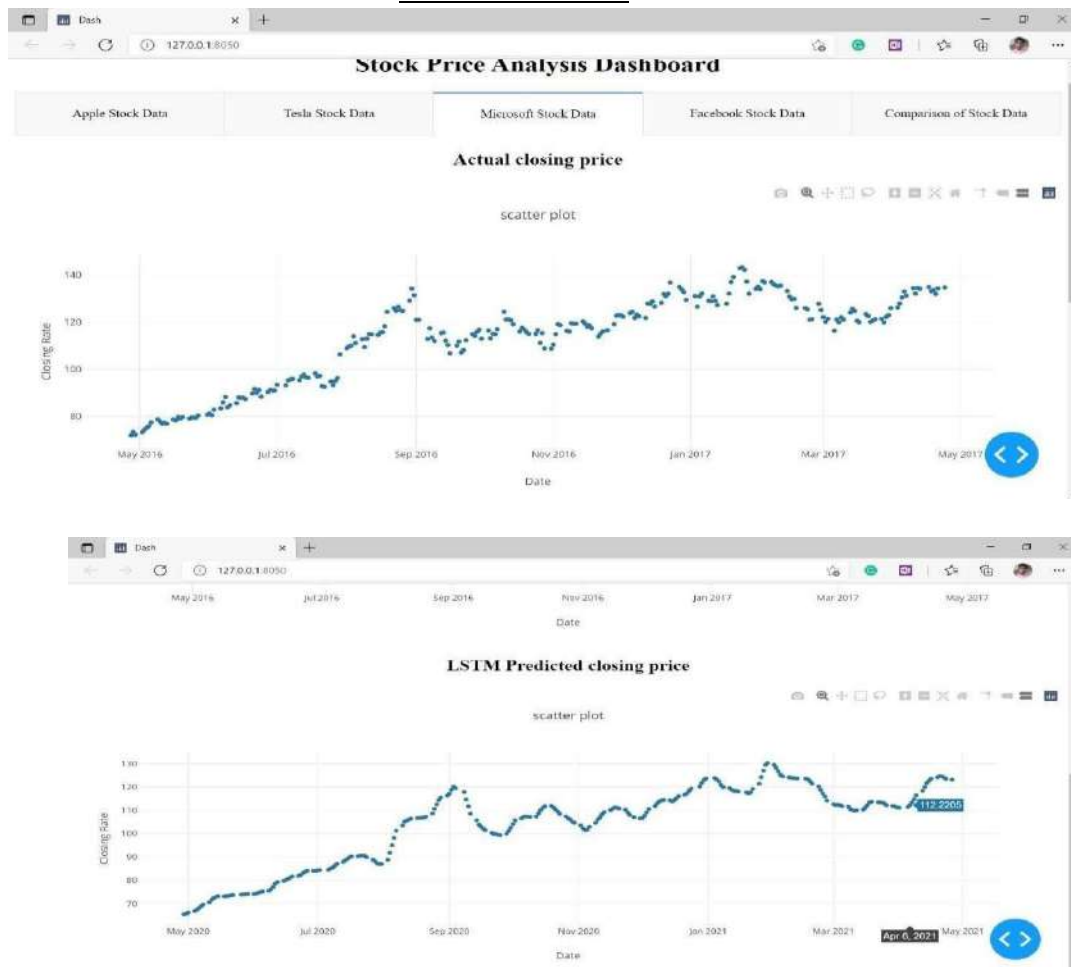 Dash
127.0.0.1:8050
Stock Price Analysis Dashboard
Apple Stock Data
Tesla Stock Data
Microsoft Stock Data
Facebook Stock Data
Comparison of Stock Data
Actual closing price
scatter plot
140
120
100
80
Closing Rate
May 2016
Jul 2016
Sep 2016
Nov 2016
Jan 2017
Mar 2017
May 2017
Date
Dash
127.0.0.1:8050
May 2016
Jul 2016
Sep 2016
Nov 2016
Jan 2017
Mar 2017
May 2017
Date
LSTM Predicted closing price
scatter plot
130
120
110
100
90
80
70
Closing Rate
112.2205
May 2020
Jul 2020
Sep 2020
Nov 2020
Jan 2021
Mar 2021
Apr 6, 2021
May 2021
Date